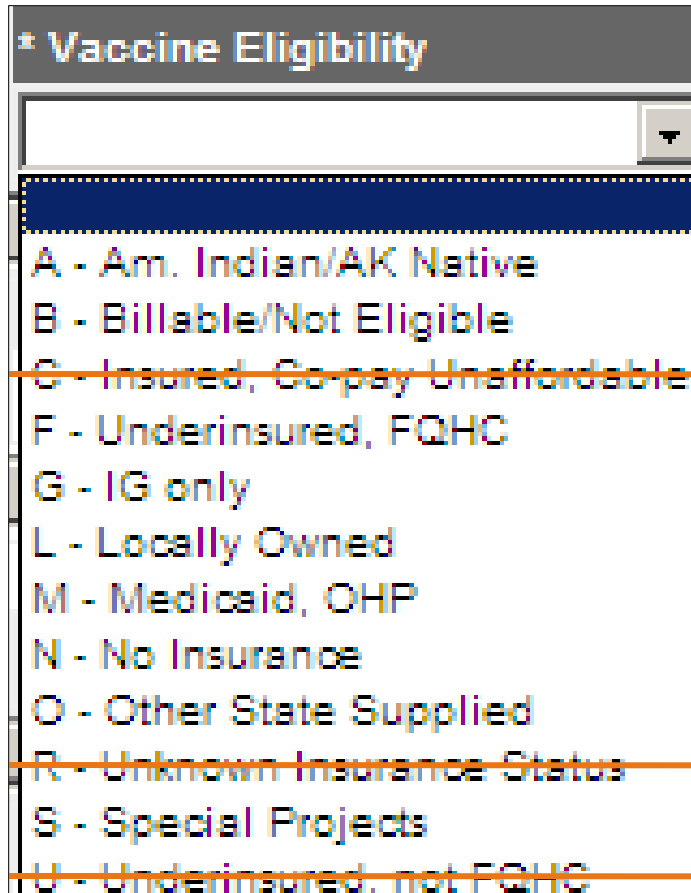 * Vaccine Eligibility
A - Am. Indian/AK Native
B - Billable/Not Eligible
C - Insured, Co-pay Unaffordable
F - Underinsured, FQHC
G - IG only
L - Locally Owned
M - Medicaid, OHP
N - No Insurance
O - Other State Supplied
R - Unknown Insurance Status
S - Special Projects
U - Underinsured, not FQHC